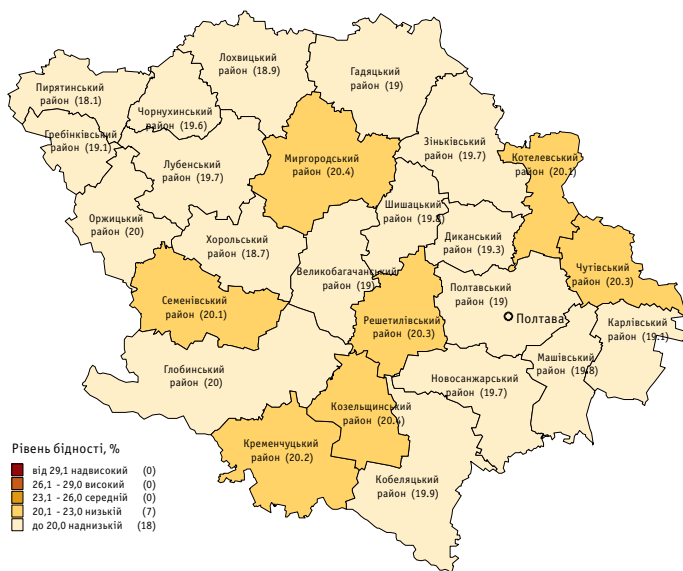 Лохвицький
район (18.9)
Гадяцький
район (19)
Пирятинський
район (18.1)
Чорнухинський
район (19.6)
Гребінківський
район (19.1)
Зіньківський
район (19.7)
Миргородський
район (20.4)
Котелевський
район (20.1)
Лубенський
район (19.7)
Шишацький
район (19.8)
Оржицький
район (20)
Диканський
район (19.3)
Хорольський
район (18.7)
Великобагачанський
район (19)
Чутівський
район (20.3)
Полтавський
район (19)
Семенівський
район (20.1)
Решетилівський
район (20.3)
Полтава
Карлівський
район (19.1)
Машівський
район (19.8)
Глобинський
район (20)
Новосанжарський
район (19.7)
Козельщинський
район (20.4)
Кременчуцький
район (20.2)
Кобеляцький
район (19.9)
Рівень бідності, %
від 29,1 надвисокий (0)
26,1 - 29,0 високий (0)
23,1 - 26,0 середній (0)
20,1 - 23,0 низькій (7)
до 20,0 наднизькій (18)